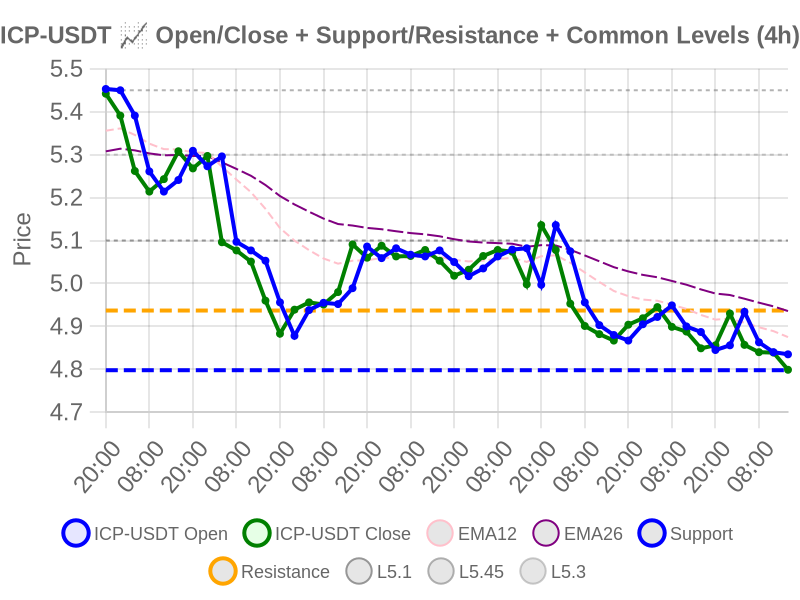 ICP-USDT 📈 Open/Close + Support/Resistance + Common Levels (4h)
5.5
5.4
5.3
5.2
5.1
5.0
4.9
4.8
4.7
Price
20:00 08:00 20:00 08:00 20:00 08:00 20:00 08:00 20:00 08:00 20:00 08:00 20:00 08:00 20:00 08:00
ICP-USDT Open ICP-USDT Close EMA12 EMA26 Support
Resistance L5.1 L5.45 L5.3